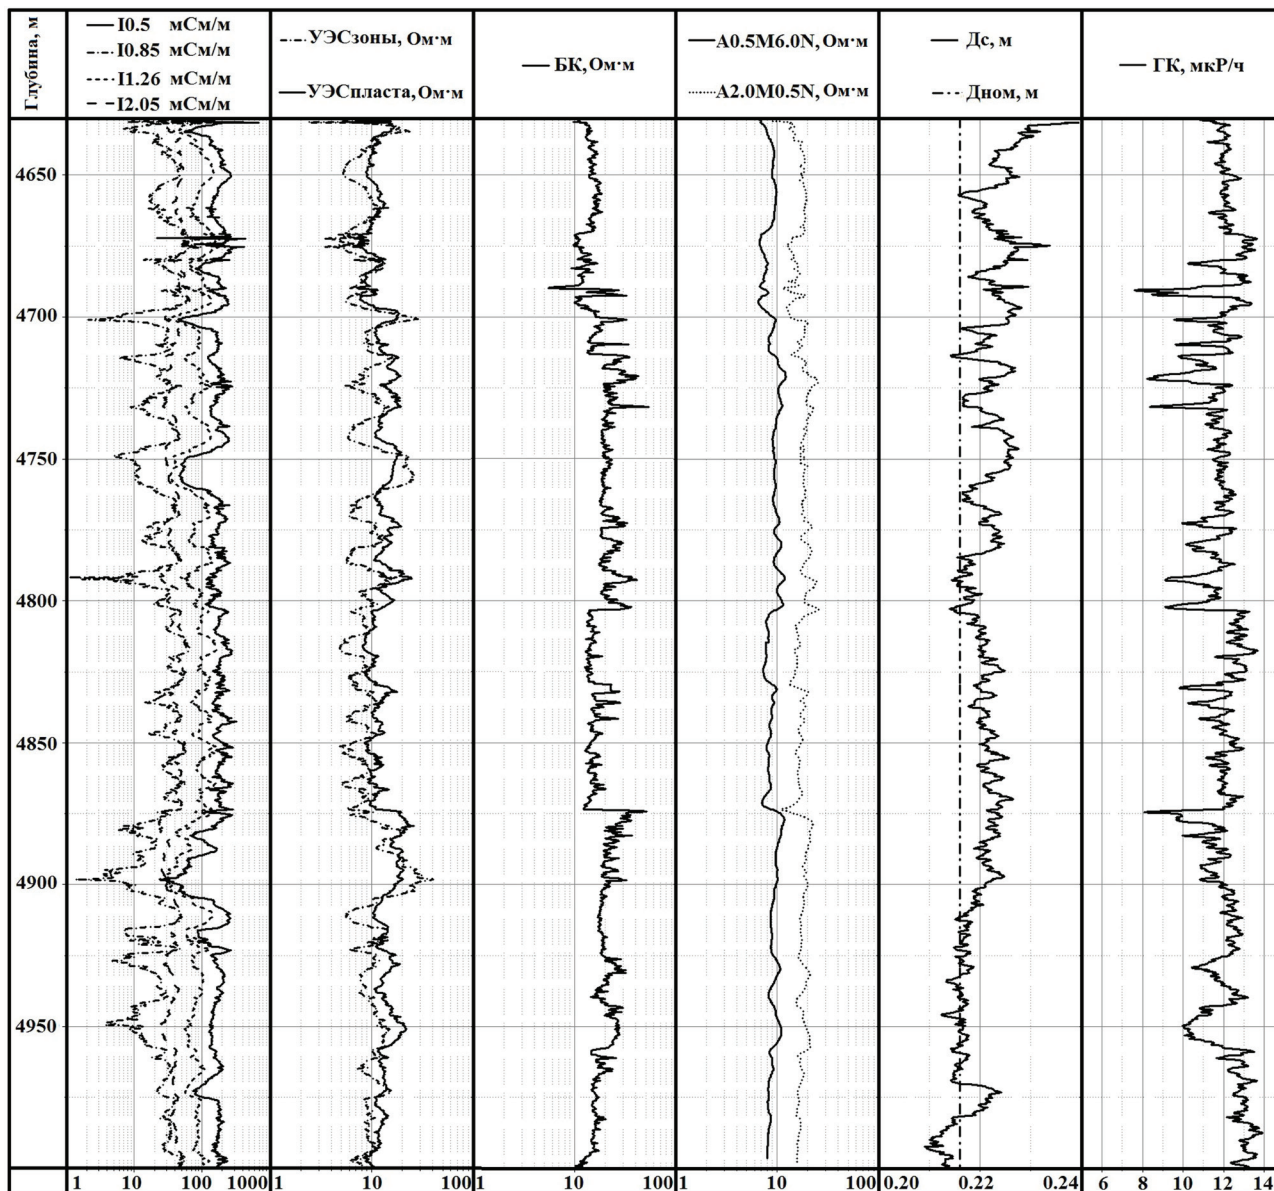 Глубина, м
I0.5 мСм/м
I0.85 мСм/м
I1.26 мСм/м
I2.05 мСм/м
УЭСзоны, Ом·м
УЭСпласта, Ом·м
БК, Ом·м
A0.5M6.0N, Ом·м
A2.0M0.5N, Ом·м
Дс, м
Дном, м
ГК, мкР/ч
4650
4700
4750
4800
4850
4900
4950
1 10 100 1000
1 10 100
10 100
1 10 100
0.20 0.22 0.24
6 8 10 12 14